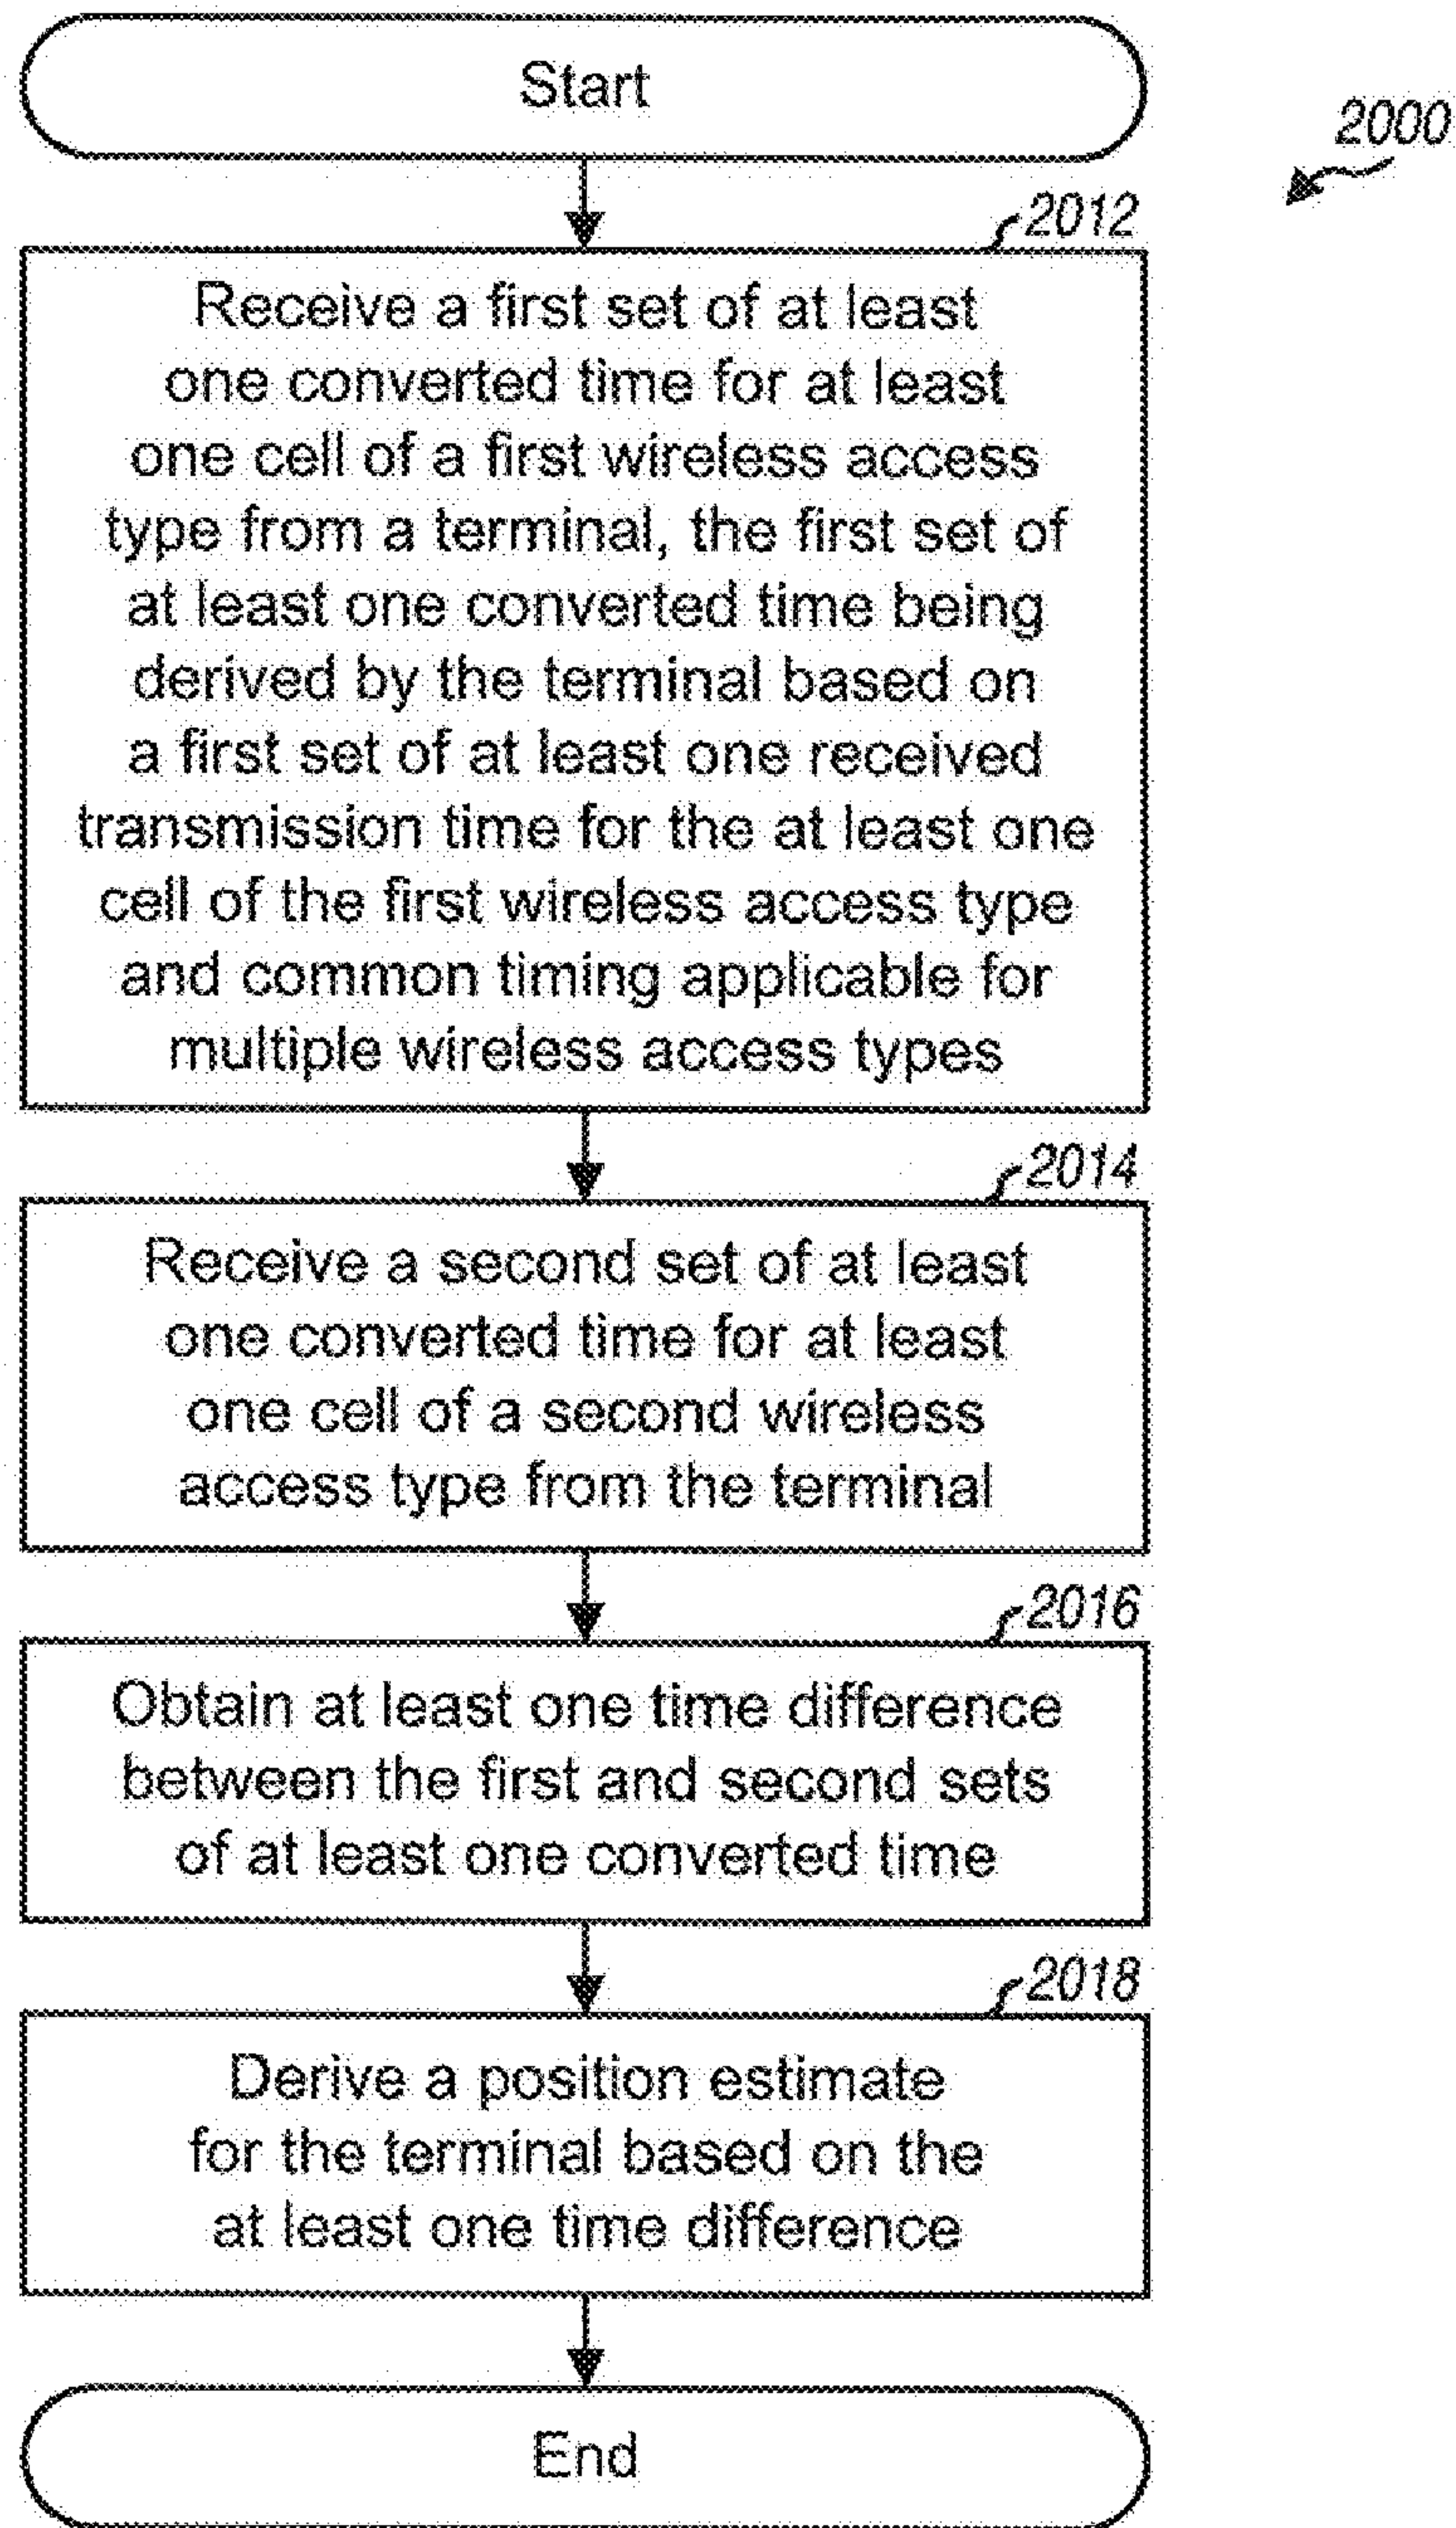 Start
2000
2012
Receive a first set of at least
one converted time for at least
one cell of a first wireless access
type from a terminal, the first set of
at least one converted time being
derived by the terminal based on
a first set of at least one received
transmission time for the at least one
cell of the first wireless access type
and common timing applicable for
multiple wireless access types
2014
Receive a second set of at least
one converted time for at least
one cell of a second wireless
access type from the terminal
2016
Obtain at least one time difference
between the first and second sets
of at least one converted time
2018
Derive a position estimate
for the terminal based on the
at least one time difference
End